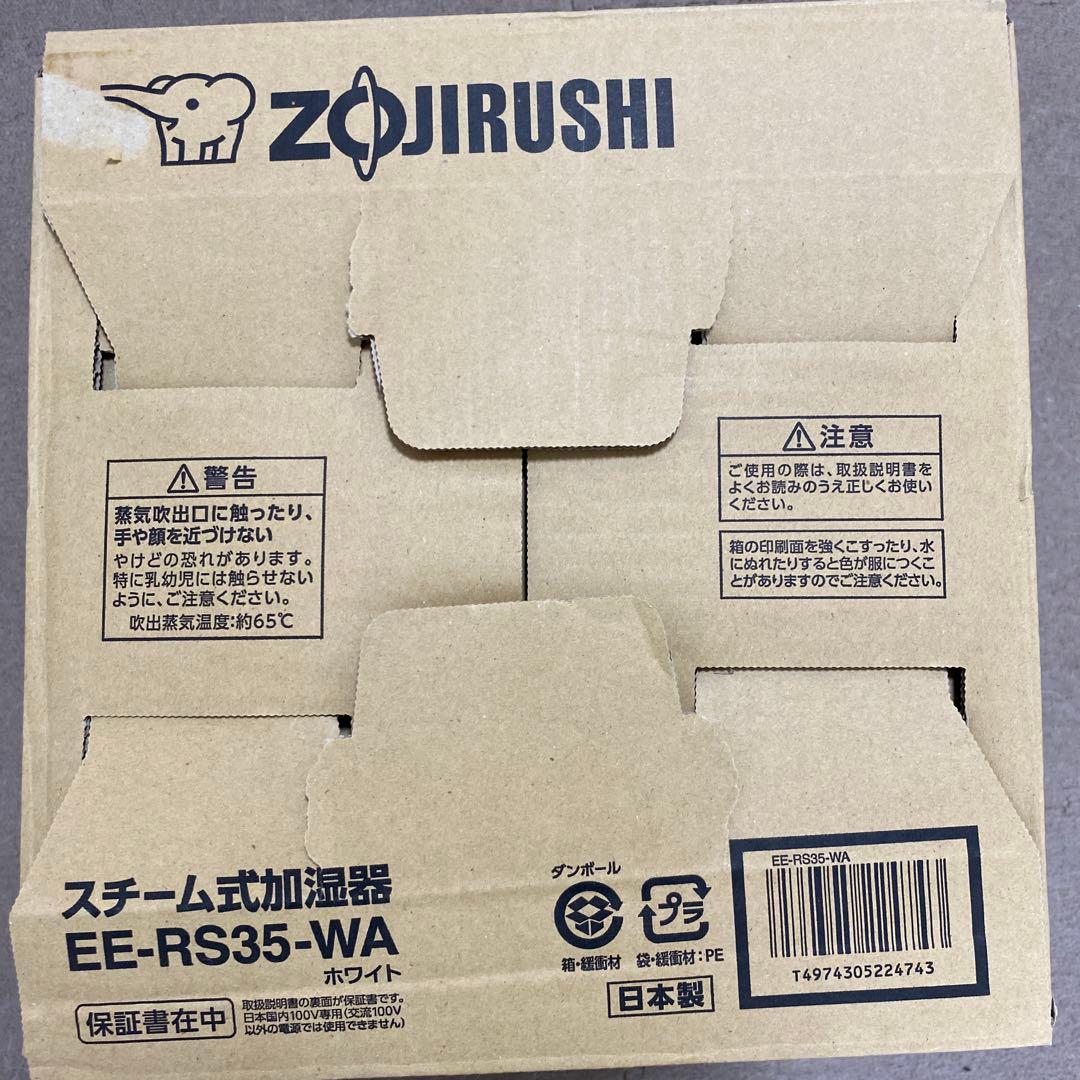 ZOJIRUSHI
警告
蒸気吹出口に触ったり、
手や顔を近づけない
やけどの恐れがあります。
特に乳幼児には触らせない
ように、ご注意ください。
吹出蒸気温度:約65℃
注意
ご使用の際は、取扱説明書を
よくお読みのうえ正しくお使い
ください。
箱の印刷面を強くこすったり、水
にぬれたりすると色が服につくこ
とがありますのでご注意ください。
スチーム式加湿器
EE-RS35-WA
ホワイト
保証書在中
取扱説明書の裏面が保証書です。
日本国内100V専用(交流100V
以外の電源では使用できません)
ダンボール
箱・緩衝材
プラ
袋・緩衝材:PE
日本製
EE-RS35-WA
T4974305224743